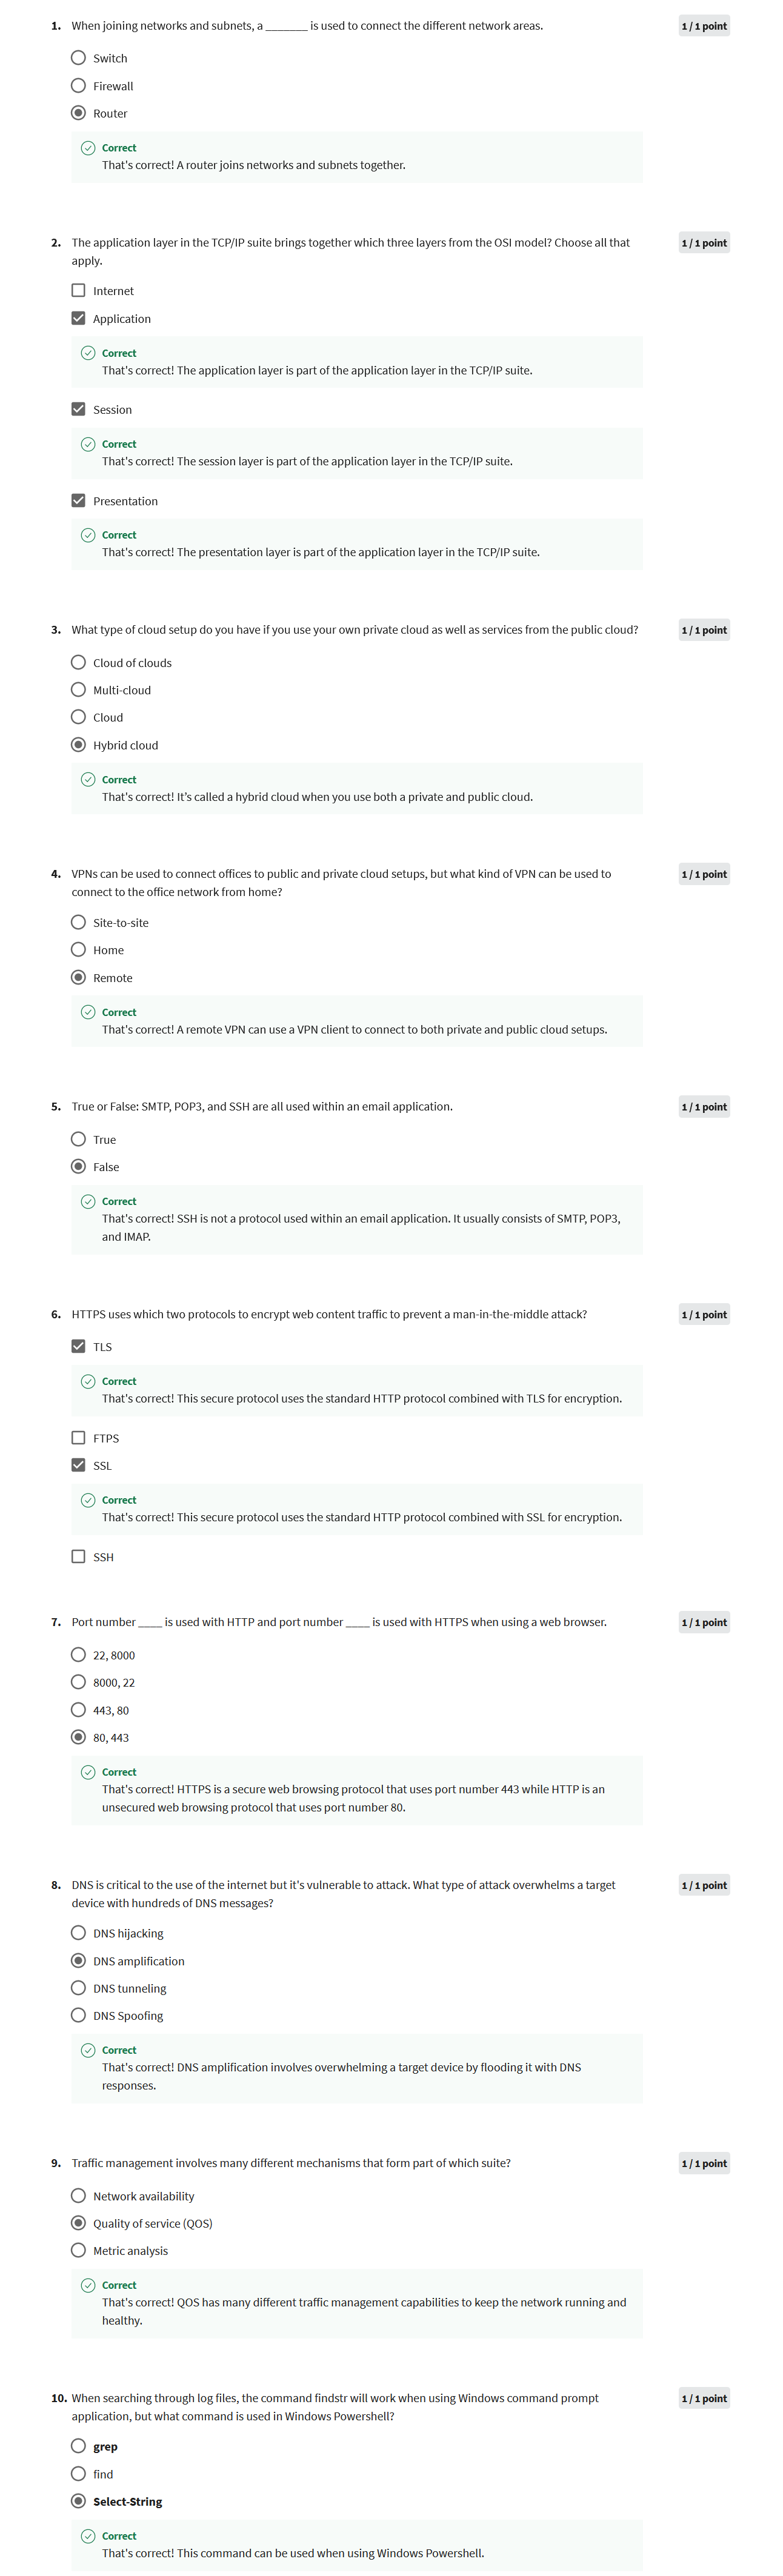 1. When joining networks and subnets, a _______ is used to connect the different network areas.
1 / 1 point
Switch
Firewall
Router
Correct
That's correct! A router joins networks and subnets together.
2. The application layer in the TCP/IP suite brings together which three layers from the OSI model? Choose all that
apply.
1 / 1 point
Internet
Application
Correct
That's correct! The application layer is part of the application layer in the TCP/IP suite.
Session
Correct
That's correct! The session layer is part of the application layer in the TCP/IP suite.
Presentation
Correct
That's correct! The presentation layer is part of the application layer in the TCP/IP suite.
3. What type of cloud setup do you have if you use your own private cloud as well as services from the public cloud?
1 / 1 point
Cloud of clouds
Multi-cloud
Cloud
Hybrid cloud
Correct
That's correct! It’s called a hybrid cloud when you use both a private and public cloud.
4. VPNs can be used to connect offices to public and private cloud setups, but what kind of VPN can be used to
connect to the office network from home?
1 / 1 point
Site-to-site
Home
Remote
Correct
That's correct! A remote VPN can use a VPN client to connect to both private and public cloud setups.
5. True or False: SMTP, POP3, and SSH are all used within an email application.
1 / 1 point
True
False
Correct
That's correct! SSH is not a protocol used within an email application. It usually consists of SMTP, POP3,
and IMAP.
6. HTTPS uses which two protocols to encrypt web content traffic to prevent a man-in-the-middle attack?
1 / 1 point
TLS
Correct
That's correct! This secure protocol uses the standard HTTP protocol combined with TLS for encryption.
FTPS
SSL
Correct
That's correct! This secure protocol uses the standard HTTP protocol combined with SSL for encryption.
SSH
7. Port number ____ is used with HTTP and port number ____ is used with HTTPS when using a web browser.
1 / 1 point
22, 8000
8000, 22
443, 80
80, 443
Correct
That's correct! HTTPS is a secure web browsing protocol that uses port number 443 while HTTP is an
unsecured web browsing protocol that uses port number 80.
8. DNS is critical to the use of the internet but it's vulnerable to attack. What type of attack overwhelms a target
device with hundreds of DNS messages?
1 / 1 point
DNS hijacking
DNS amplification
DNS tunneling
DNS Spoofing
Correct
That's correct! DNS amplification involves overwhelming a target device by flooding it with DNS
responses.
9. Traffic management involves many different mechanisms that form part of which suite?
1 / 1 point
Network availability
Quality of service (QOS)
Metric analysis
Correct
That's correct! QOS has many different traffic management capabilities to keep the network running and
healthy.
10. When searching through log files, the command findstr will work when using Windows command prompt
application, but what command is used in Windows Powershell?
1 / 1 point
grep
find
Select-String
Correct
That's correct! This command can be used when using Windows Powershell.